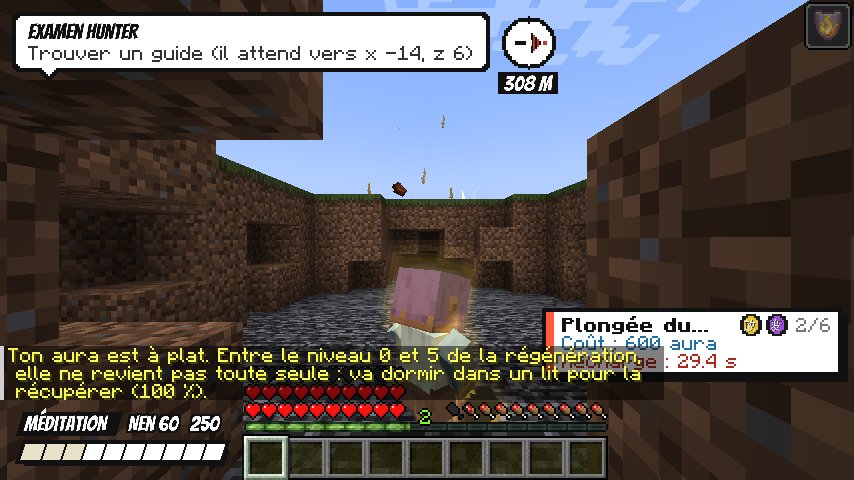 EXAMEN HUNTER
Trouver un guide (il attend vers x -14, z 6)
308 M
Plongée du...
2/6
Coût : 600 aura
29.4 s
Ton aura est à plat. Entre le niveau 0 et 5 de la régénération,
elle ne revient pas toute seule : va dormir dans un lit pour la
récupérer (100 %).
MÉDITATION
NEN 60
250
2